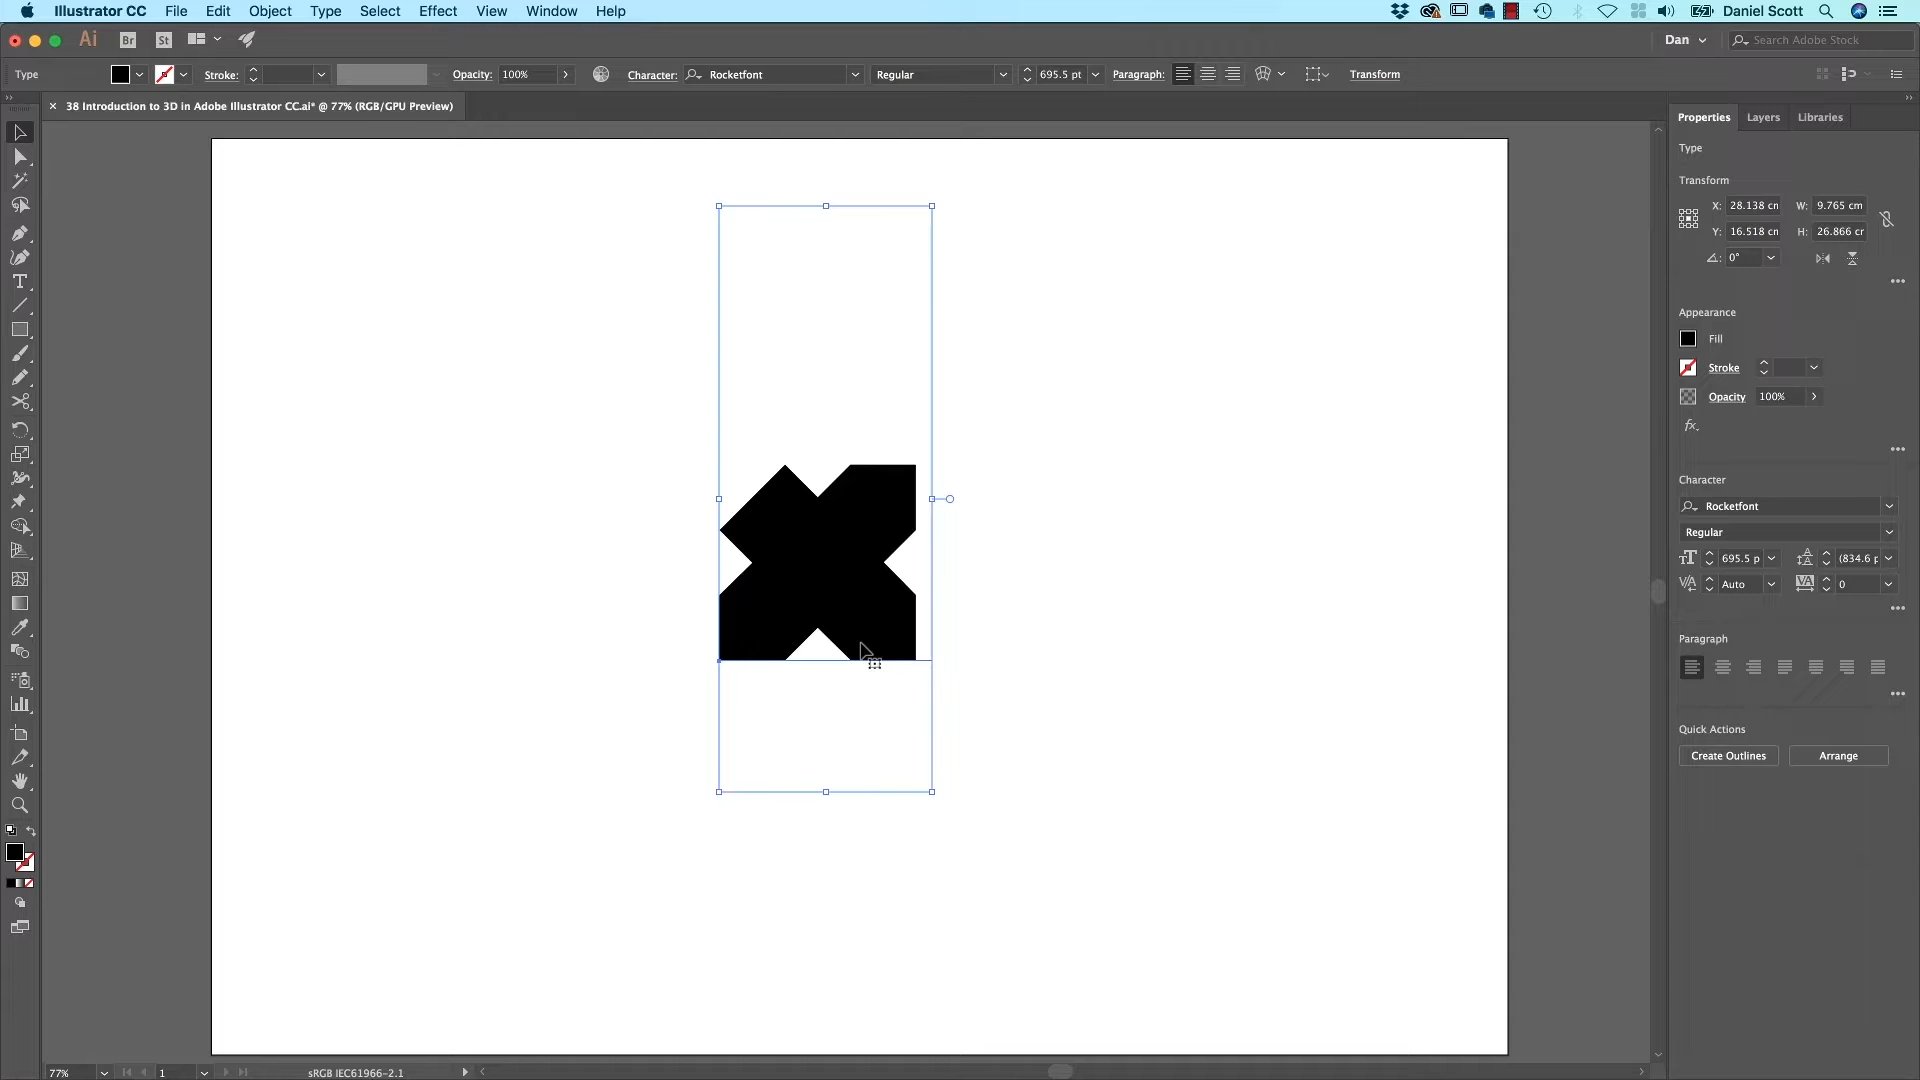 Illustrator CC File Edit Object Type Select Effect View Window Help Daniel Scott
Ai Br St Dan Search Adobe Stock
Type Stroke: Opacity: 100% Character: Rocketfont Regular 695.5 pt Paragraph: Transform
× 38 Introduction to 3D in Adobe Illustrator CC.ai* @ 77% (RGB/GPU Preview)
Properties Layers Libraries
Type
Transform
X: 28.138 cn W: 9.765 cm
Y: 16.518 cn H: 26.866 cr
0°
Appearance
Fill
Stroke
Opacity 100%
fx.
Character
Rocketfont
Regular
695.5 p (834.6 p
Auto 0
Paragraph
Quick Actions
Create Outlines Arrange
77% 1 sRGB IEC61966-2.1